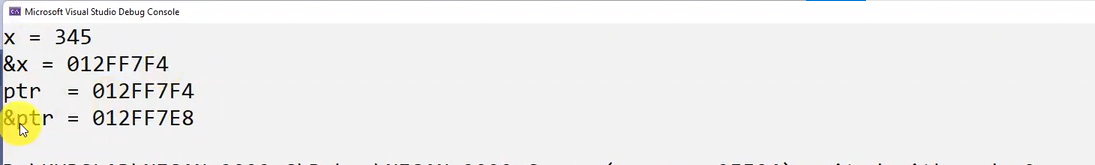 Microsoft Visual Studio Debug Console
x = 345
&x = 012FF7F4
ptr  = 012FF7F4
&ptr = 012FF7E8